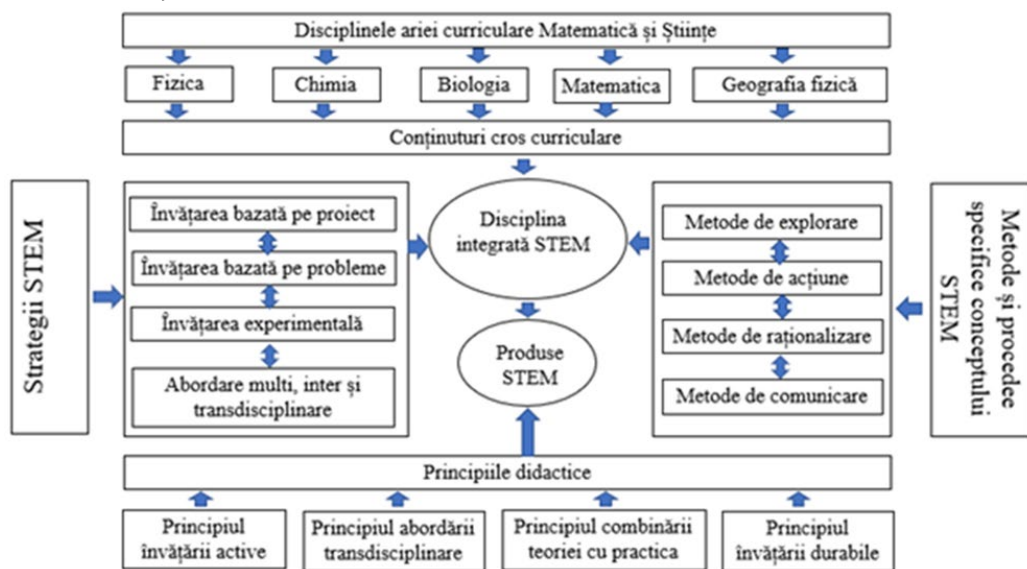 Disciplinele ariei curriculare Matematică și Științe
Fizica
Chimia
Biologia
Matematica
Geografia fizică
Conținuturi cros curriculare
Strategii STEM
Învățarea bazată pe proiect
Învățarea bazată pe probleme
Învățarea experimentală
Abordare multi, inter și
transdisciplinare
Disciplina
integrată STEM
Produse
STEM
Metode de explorare
Metode de acțiune
Metode de raționalizare
Metode de comunicare
Metode și procedee
specifice conceptului
STEM
Principiile didactice
Principiul
învățării active
Principiul abordării
transdisciplinare
Principiul combinării
teoriei cu practica
Principiul
învățării durabile